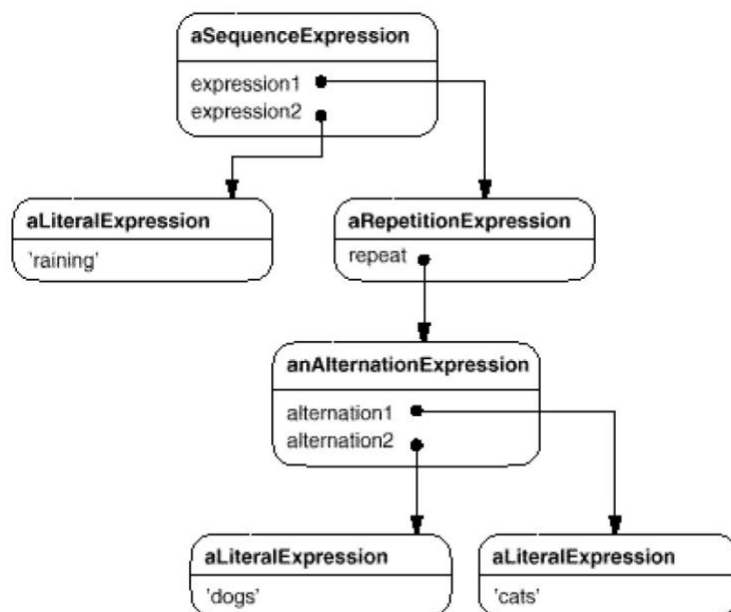 aSequenceExpression
expression1
expression2
aLiteralExpression
'raining'
aRepetitionExpression
repeat
anAlternationExpression
alternation1
alternation2
aLiteralExpression
'dogs'
aLiteralExpression
'cats'